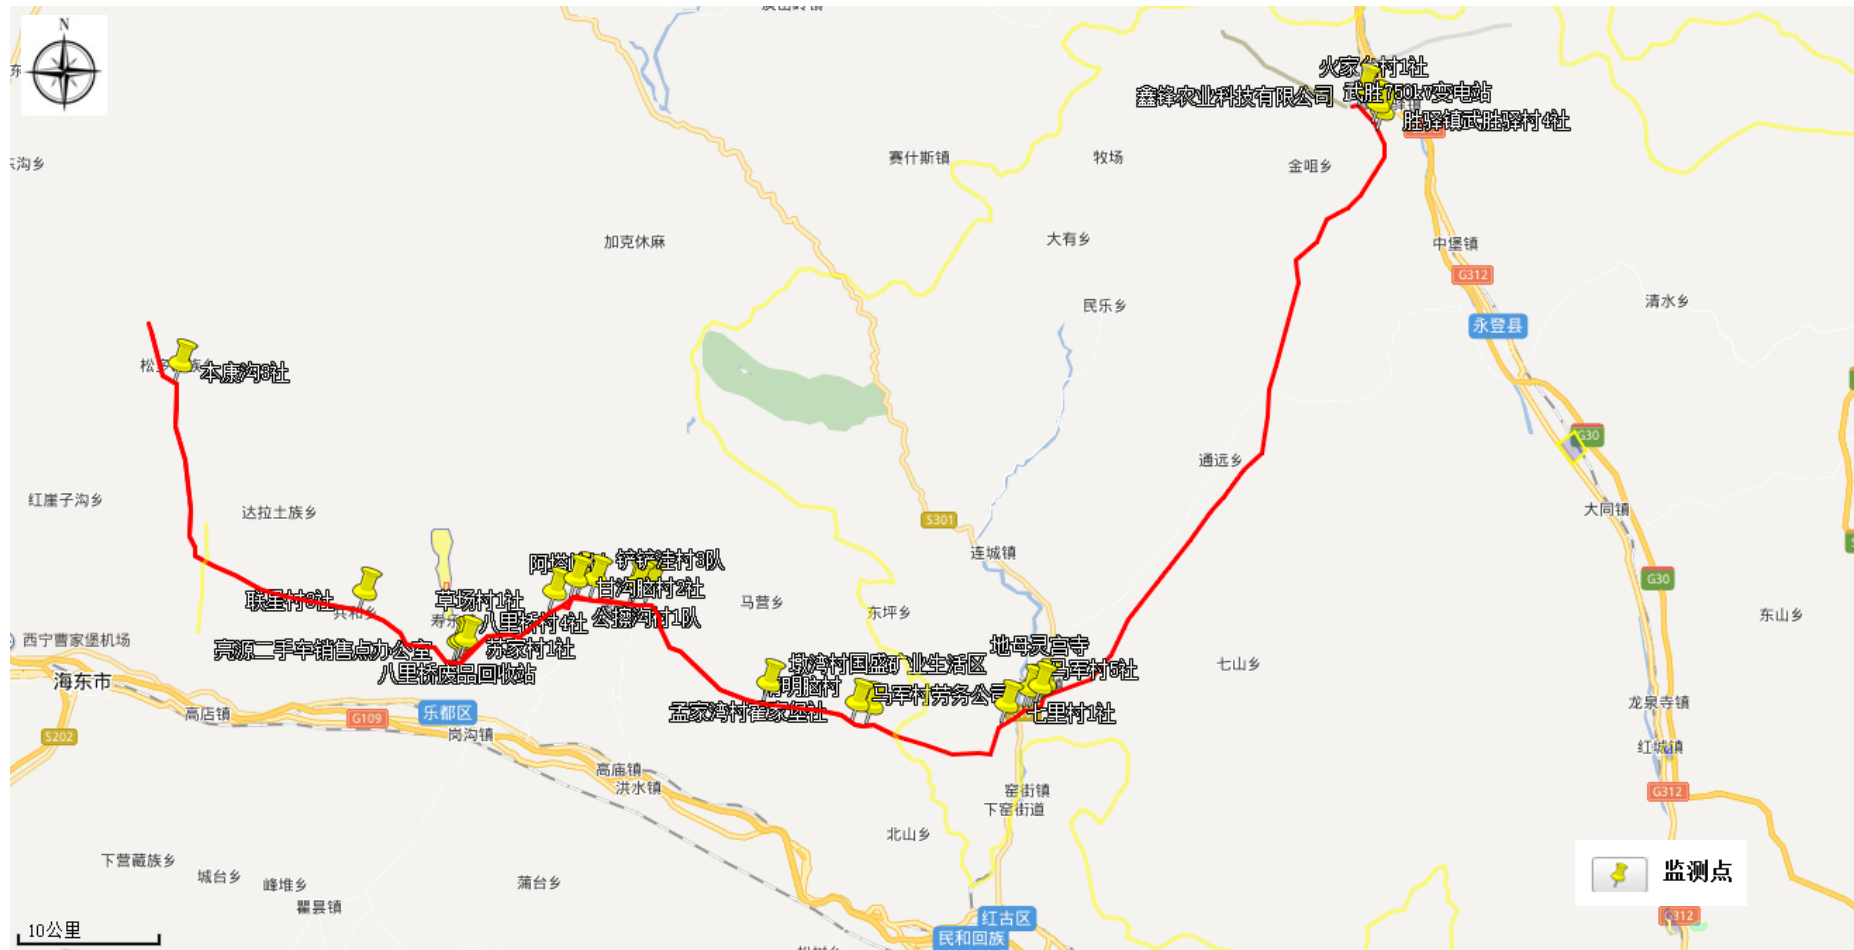 N
火家台村1社
鑫锋农业科技有限公司
武胜750kV变电站
胜驿镇武胜驿村4社
赛什斯镇
牧场
金咀乡
加克休麻
大有乡
中堡镇
G312
民乐乡
清水乡
永登县
本康沟3社
G30
通远乡
红崖子沟乡
达拉土族乡
S301
大同镇
连城镇
铲铲洼村3队
G30
甘沟脑村2社
联星村8社
共和乡
草场村1社
马营乡
东坪乡
东山乡
八里桥村4社
公攥沟村1队
西宁曹家堡机场
亮源二手车销售点办公室
苏家村1社
地母灵宫寺
墩湾村国盛矿业生活区
马军村5社
七山乡
八里桥废品回收站
海东市
马军村劳务公司
龙泉寺镇
高店镇
G109
乐都区
孟家湾村崔家堡社
七里村1社
S202
岗沟镇
红城镇
高庙镇
洪水镇
窑街镇
G312
下窑街道
北山乡
下营藏族乡
城台乡
峰堆乡
蒲台乡
监测点
瞿昙镇
红古区
G312
10公里
民和回族